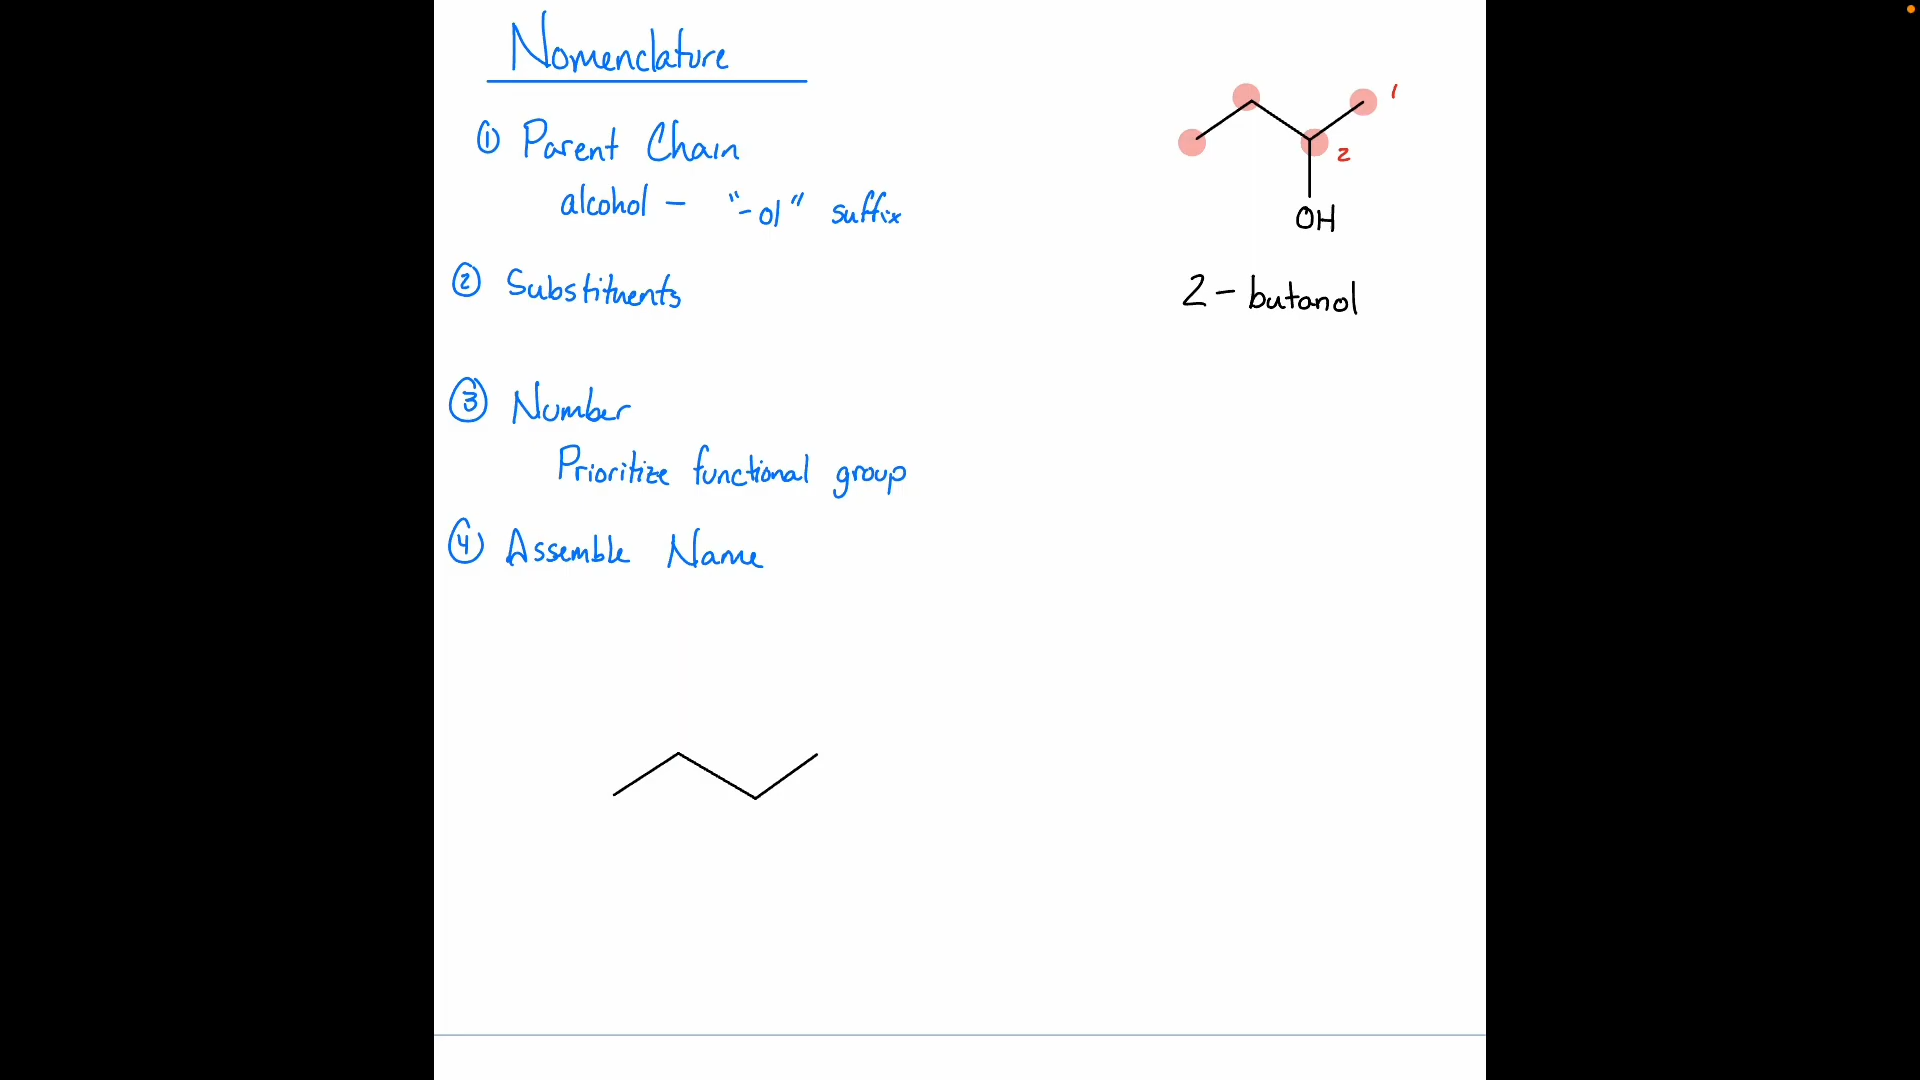 Nomenclature
① Parent Chain
alcohol – "-ol" suffix
② Substituents
③ Number
Prioritize functional group
④ Assemble Name
1
2
OH
2-butanol